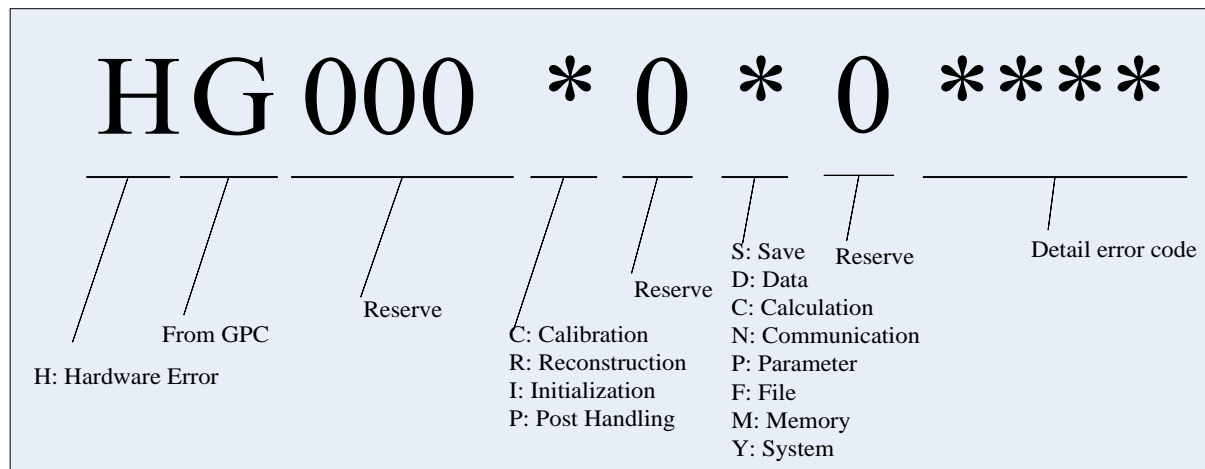 HG000 *0*0 ****
S: Save
D: Data
C: Calculation
N: Communication
P: Parameter
F: File
M: Memory
Y: System
Reserve
Detail error code
Reserve
Reserve
From GPC
C: Calibration
R: Reconstruction
I: Initialization
P: Post Handling
H: Hardware Error